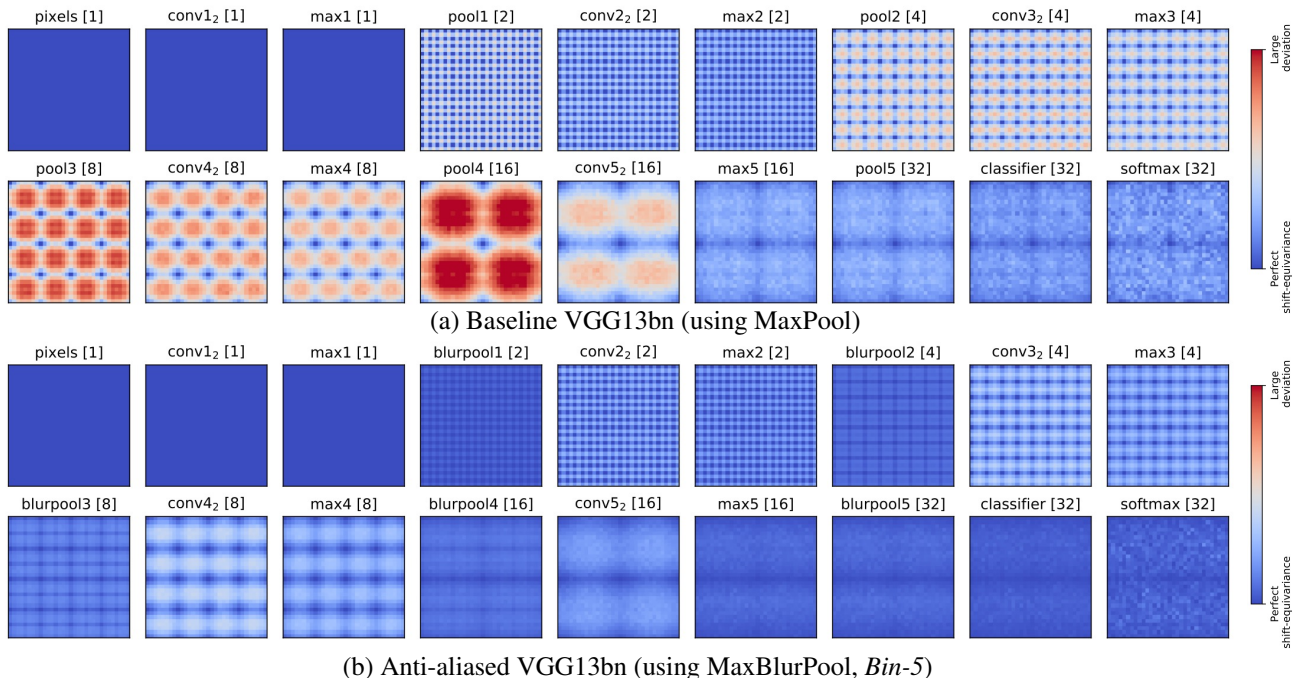 pixels [1] conv1₂ [1] max1 [1] pool1 [2] conv2₂ [2] max2 [2] pool2 [4] conv3₂ [4] max3 [4]
Large
deviation
pool3 [8] conv4₂ [8] max4 [8] pool4 [16] conv5₂ [16] max5 [16] pool5 [32] classifier [32] softmax [32]
Perfect
shift-equivariance
(a) Baseline VGG13bn (using MaxPool)
pixels [1] conv1₂ [1] max1 [1] blurpool1 [2] conv2₂ [2] max2 [2] blurpool2 [4] conv3₂ [4] max3 [4]
Large
deviation
blurpool3 [8] conv4₂ [8] max4 [8] blurpool4 [16] conv5₂ [16] max5 [16] blurpool5 [32] classifier [32] softmax [32]
Perfect
shift-equivariance
(b) Anti-aliased VGG13bn (using MaxBlurPool, Bin-5)